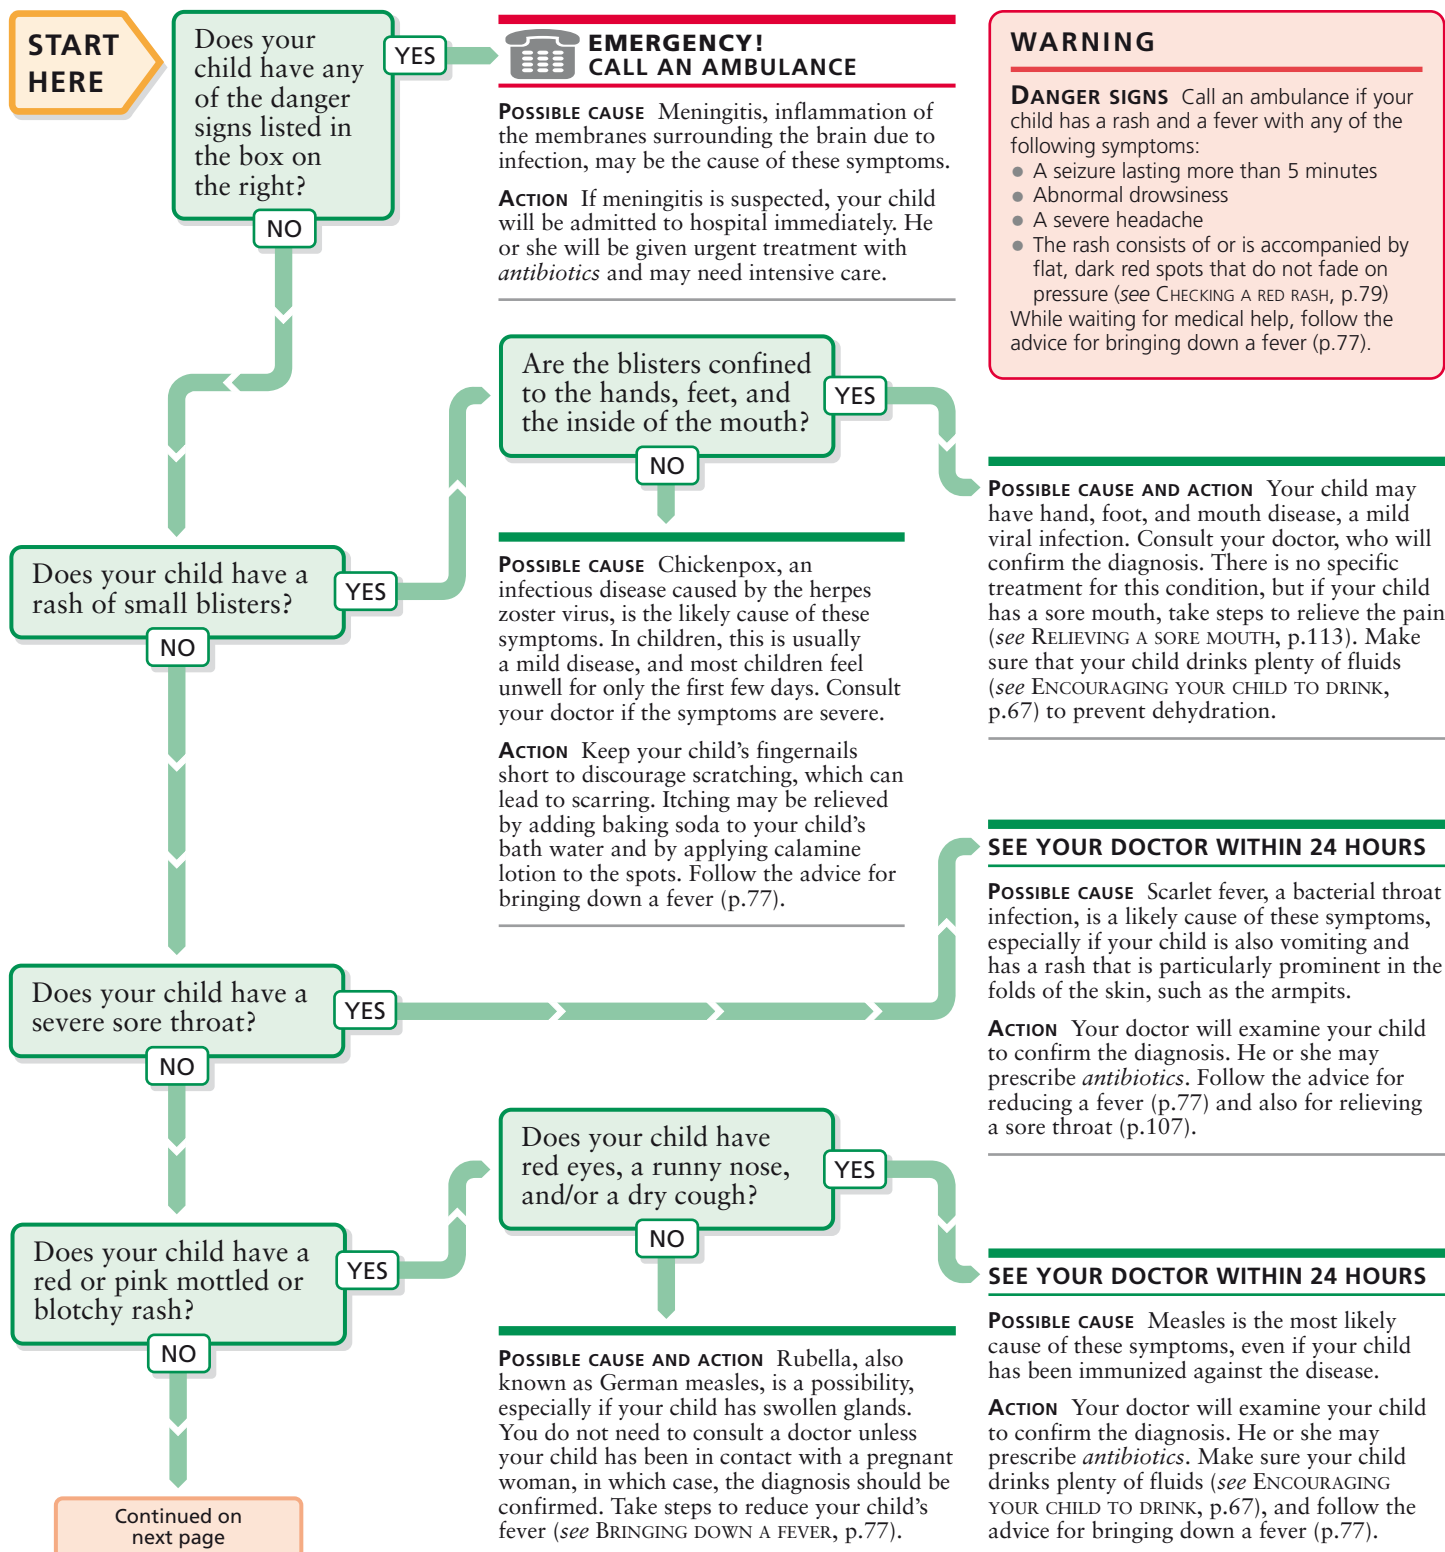 START
HERE
Does your
child have any
of the danger
signs listed in
the box on
the right?
YES
NO
EMERGENCY!
CALL AN AMBULANCE
POSSIBLE CAUSE Meningitis, inflammation of
the membranes surrounding the brain due to
infection, may be the cause of these symptoms.
ACTION If meningitis is suspected, your child
will be admitted to hospital immediately. He
or she will be given urgent treatment with
antibiotics and may need intensive care.
WARNING
DANGER SIGNS Call an ambulance if your
child has a rash and a fever with any of the
following symptoms:
• A seizure lasting more than 5 minutes
• Abnormal drowsiness
• A severe headache
• The rash consists of or is accompanied by
flat, dark red spots that do not fade on
pressure (see CHECKING A RED RASH, p.79)
While waiting for medical help, follow the
advice for bringing down a fever (p.77).
Does your child have a
rash of small blisters?
YES
NO
Are the blisters confined
to the hands, feet, and
the inside of the mouth?
YES
NO
POSSIBLE CAUSE AND ACTION Your child may
have hand, foot, and mouth disease, a mild
viral infection. Consult your doctor, who will
confirm the diagnosis. There is no specific
treatment for this condition, but if your child
has a sore mouth, take steps to relieve the pain
(see RELIEVING A SORE MOUTH, p.113). Make
sure that your child drinks plenty of fluids
(see ENCOURAGING YOUR CHILD TO DRINK,
p.67) to prevent dehydration.
POSSIBLE CAUSE Chickenpox, an
infectious disease caused by the herpes
zoster virus, is the likely cause of these
symptoms. In children, this is usually
a mild disease, and most children feel
unwell for only the first few days. Consult
your doctor if the symptoms are severe.
ACTION Keep your child's fingernails
short to discourage scratching, which can
lead to scarring. Itching may be relieved
by adding baking soda to your child's
bath water and by applying calamine
lotion to the spots. Follow the advice for
bringing down a fever (p.77).
Does your child have a
severe sore throat?
YES
NO
SEE YOUR DOCTOR WITHIN 24 HOURS
POSSIBLE CAUSE Scarlet fever, a bacterial throat
infection, is a likely cause of these symptoms,
especially if your child is also vomiting and
has a rash that is particularly prominent in the
folds of the skin, such as the armpits.
ACTION Your doctor will examine your child
to confirm the diagnosis. He or she may
prescribe antibiotics. Follow the advice for
reducing a fever (p.77) and also for relieving
a sore throat (p.107).
Does your child have a
red or pink mottled or
blotchy rash?
YES
NO
Does your child have
red eyes, a runny nose,
and/or a dry cough?
YES
NO
SEE YOUR DOCTOR WITHIN 24 HOURS
POSSIBLE CAUSE Measles is the most likely
cause of these symptoms, even if your child
has been immunized against the disease.
ACTION Your doctor will examine your child
to confirm the diagnosis. He or she may
prescribe antibiotics. Make sure your child
drinks plenty of fluids (see ENCOURAGING
YOUR CHILD TO DRINK, p.67), and follow the
advice for bringing down a fever (p.77).
POSSIBLE CAUSE AND ACTION Rubella, also
known as German measles, is a possibility,
especially if your child has swollen glands.
You do not need to consult a doctor unless
your child has been in contact with a pregnant
woman, in which case, the diagnosis should be
confirmed. Take steps to reduce your child's
fever (see BRINGING DOWN A FEVER, p.77).
Continued on
next page